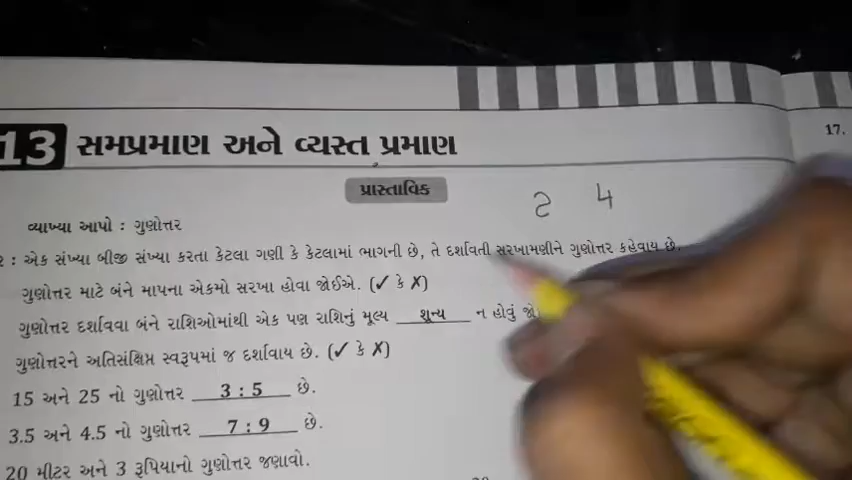 17.
13 સમપ્રમાણ અને વ્યસ્ત પ્રમાણ
પ્રાસ્તાવિક
2 4
વ્યાખ્યા આપો : ગુણોત્તર
: એક સંખ્યા બીજી સંખ્યા કરતા કેટલા ગણી કે કેટલામાં ભાગની છે, તે દર્શાવતી સરખામણીને ગુણોત્તર કહેવાય છે.
ગુણોત્તર માટે બંને માપના એકમો સરખા હોવા જોઈએ. (✓ કે ✗)
ગુણોત્તર દર્શાવવા બંને રાશિઓમાંથી એક પણ રાશિનું મૂલ્ય શૂન્ય ન હોવું
ગુણોત્તરને અતિસંક્ષિપ્ત સ્વરૂપમાં જ દર્શાવાય છે. (✓ કે ✗)
15 અને 25 નો ગુણોત્તર 3 : 5 છે.
3.5 અને 4.5 નો ગુણોત્તર 7 : 9 છે.
20 મીટર અને 3 રૂપિયાનો ગુણોત્તર જણાવો.